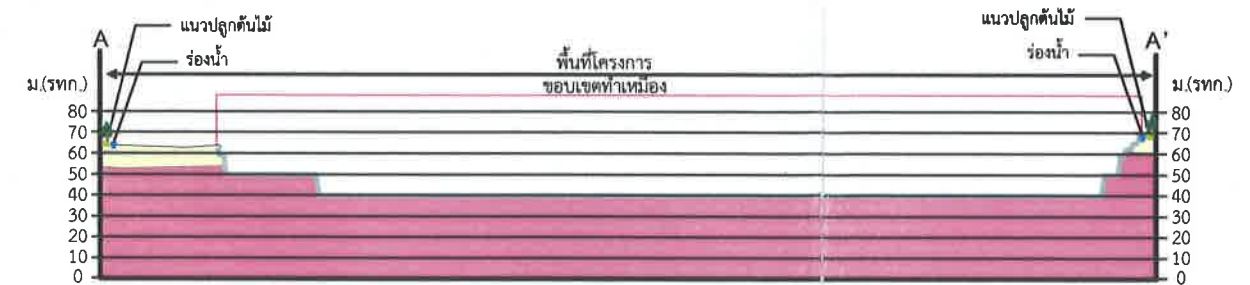 แนวปลูกต้นไม้
ร่องน้ำ
A
พื้นที่โครงการ
ขอบเขตทำเหมือง
แนวปลูกต้นไม้
ร่องน้ำ
A'
ม.(รทก.)
80
70
60
50
40
30
20
10
0
ม.(รทก.)
80
70
60
50
40
30
20
10
0